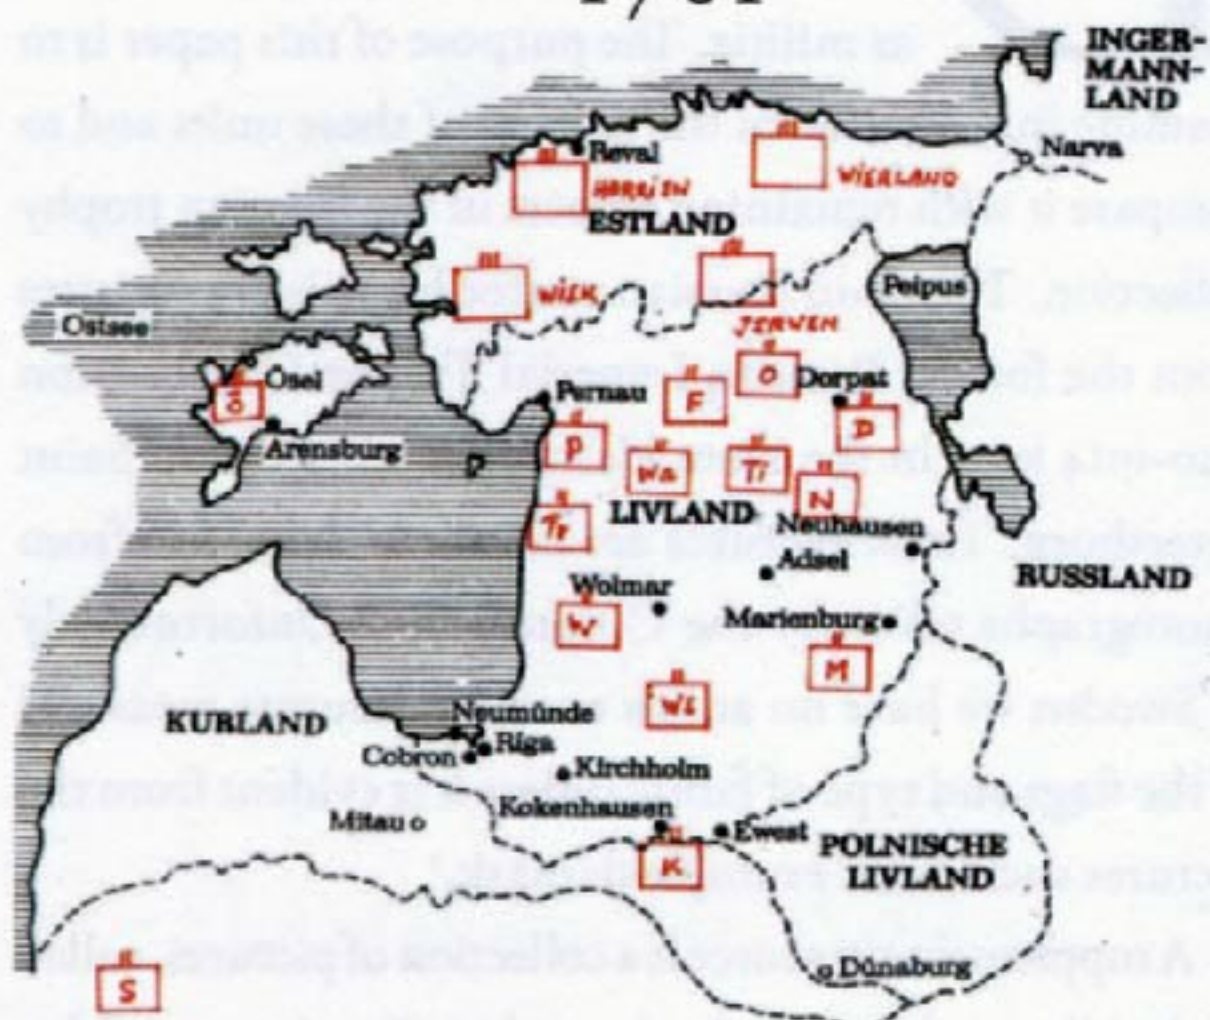 INGER-
MANN-
LAND
Narva
Reval
HARRIEN
WIERLAND
ESTLAND
WIEK
Peipus
Ostsee
JERWEN
Ösel
Ö
Arensburg
Pernau
O
Dorpat
F
P
D
Wa
Ti
N
LIVLAND
Tr
Neuhausen
Adsel
RUSSLAND
Wolmar
W
Marienburg
M
We
KURLAND
Neumünde
Riga
Cobron
Kirchholm
Kokenhausen
Mitau
Ewest
K
POLNISCHE
LIVLAND
Dünaburg
S